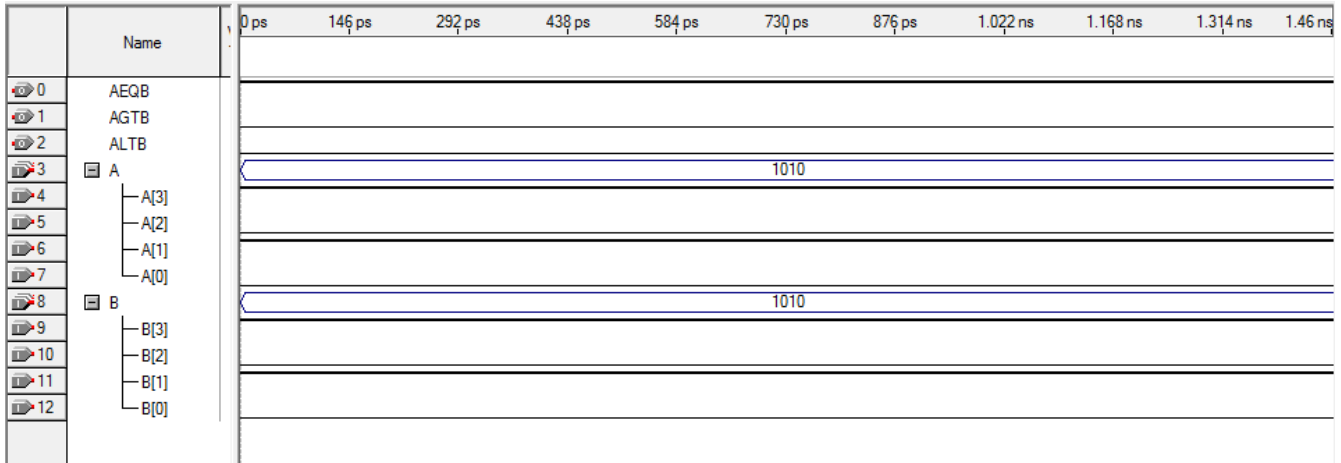 Name
0 ps 146 ps 292 ps 438 ps 584 ps 730 ps 876 ps 1.022 ns 1.168 ns 1.314 ns 1.46 ns
0 AEQB
1 AGTB
2 ALTB
3 A 1010
4 A[3]
5 A[2]
6 A[1]
7 A[0]
8 B 1010
9 B[3]
10 B[2]
11 B[1]
12 B[0]